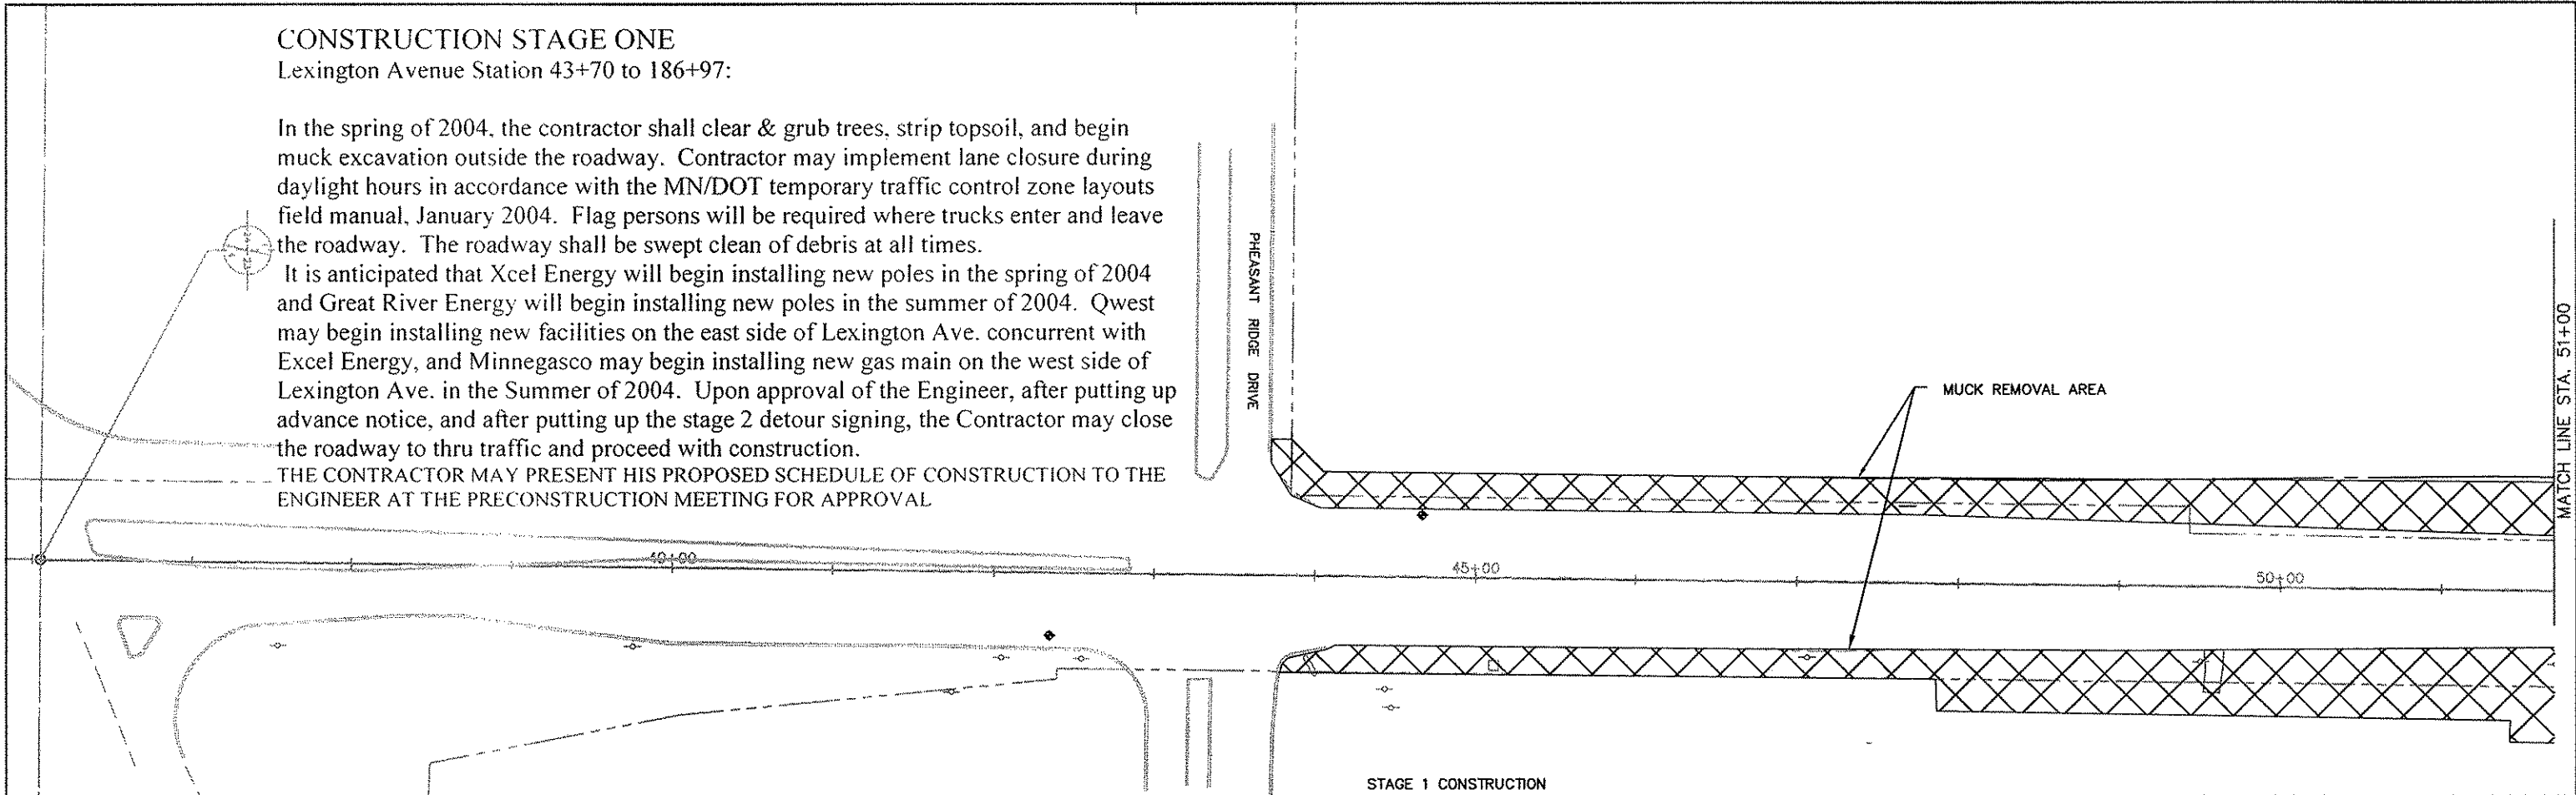 CONSTRUCTION STAGE ONE
Lexington Avenue Station 43+70 to 186+97:
In the spring of 2004, the contractor shall clear & grub trees, strip topsoil, and begin
muck excavation outside the roadway. Contractor may implement lane closure during
daylight hours in accordance with the MN/DOT temporary traffic control zone layouts
field manual, January 2004. Flag persons will be required where trucks enter and leave
the roadway. The roadway shall be swept clean of debris at all times.
It is anticipated that Xcel Energy will begin installing new poles in the spring of 2004
and Great River Energy will begin installing new poles in the summer of 2004. Qwest
may begin installing new facilities on the east side of Lexington Ave. concurrent with
Excel Energy, and Minnegasco may begin installing new gas main on the west side of
Lexington Ave. in the Summer of 2004. Upon approval of the Engineer, after putting up
advance notice, and after putting up the stage 2 detour signing, the Contractor may close
the roadway to thru traffic and proceed with construction.
THE CONTRACTOR MAY PRESENT HIS PROPOSED SCHEDULE OF CONSTRUCTION TO THE
ENGINEER AT THE PRECONSTRUCTION MEETING FOR APPROVAL
PHEASANT RIDGE DRIVE
MUCK REMOVAL AREA
MATCH LINE STA. 51+00
40+00
45+00
50+00
STAGE 1 CONSTRUCTION